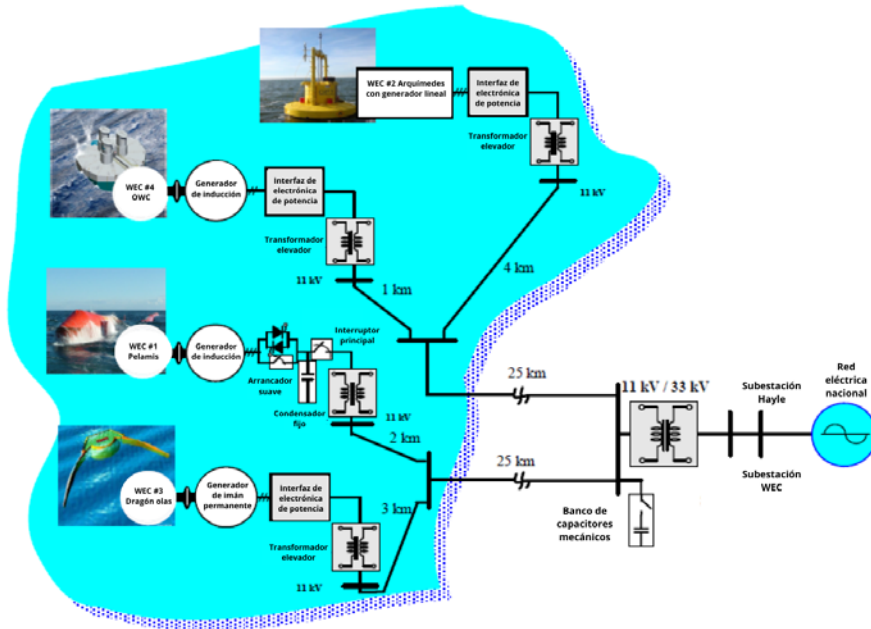 WEC #2 Arquímedes
con generador lineal
Interfaz de
electrónica
de potencia
Transformador
elevador
11 kV
WEC #4
OWC
Generador
de inducción
Interfaz de
electrónica
de potencia
Transformador
elevador
11 kV
1 km
4 km
WEC #1
Pelamis
Generador
de inducción
Arrancador
suave
Interruptor
principal
Condensador
fijo
11 kV
2 km
25 km
11 kV / 33 kV
Subestación
Hayle
Red
eléctrica
nacional
25 km
Subestación
WEC
Banco de
capacitores
mecánicos
WEC #3
Dragón olas
Generador
de imán
permanente
Interfaz de
electrónica
de potencia
3 km
Transformador
elevador
11 kV